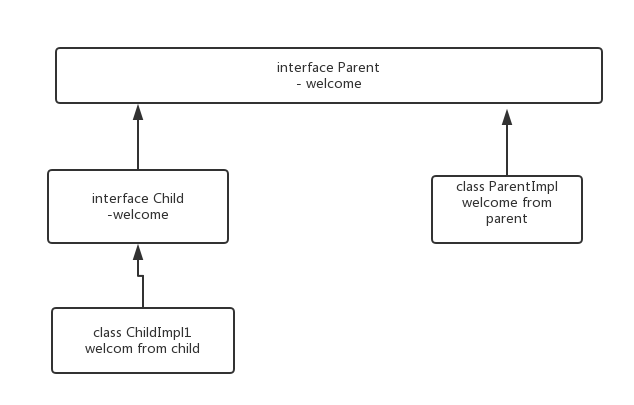 interface Parent
- welcome
interface Child
-welcome
class ParentImpl
welcome from
parent
class ChildImpl1
welcom from child